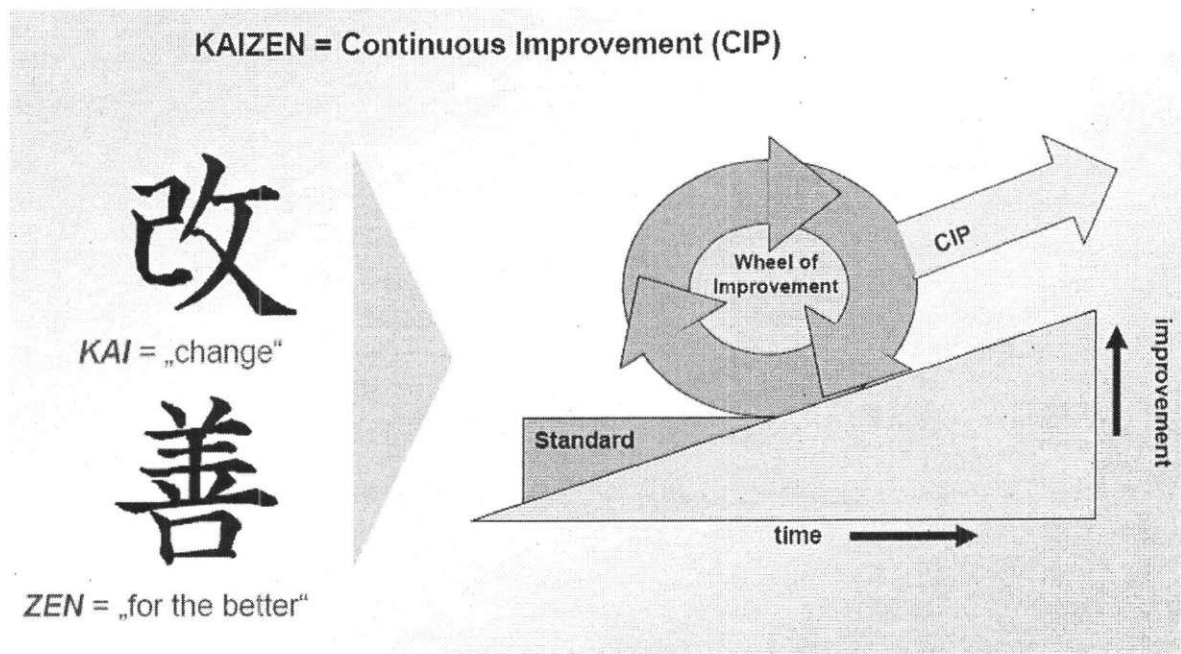 KAIZEN = Continuous Improvement (CIP)
改
KAI = „change“
善
ZEN = „for the better“
Wheel of
Improvement
CIP
Standard
time
improvement